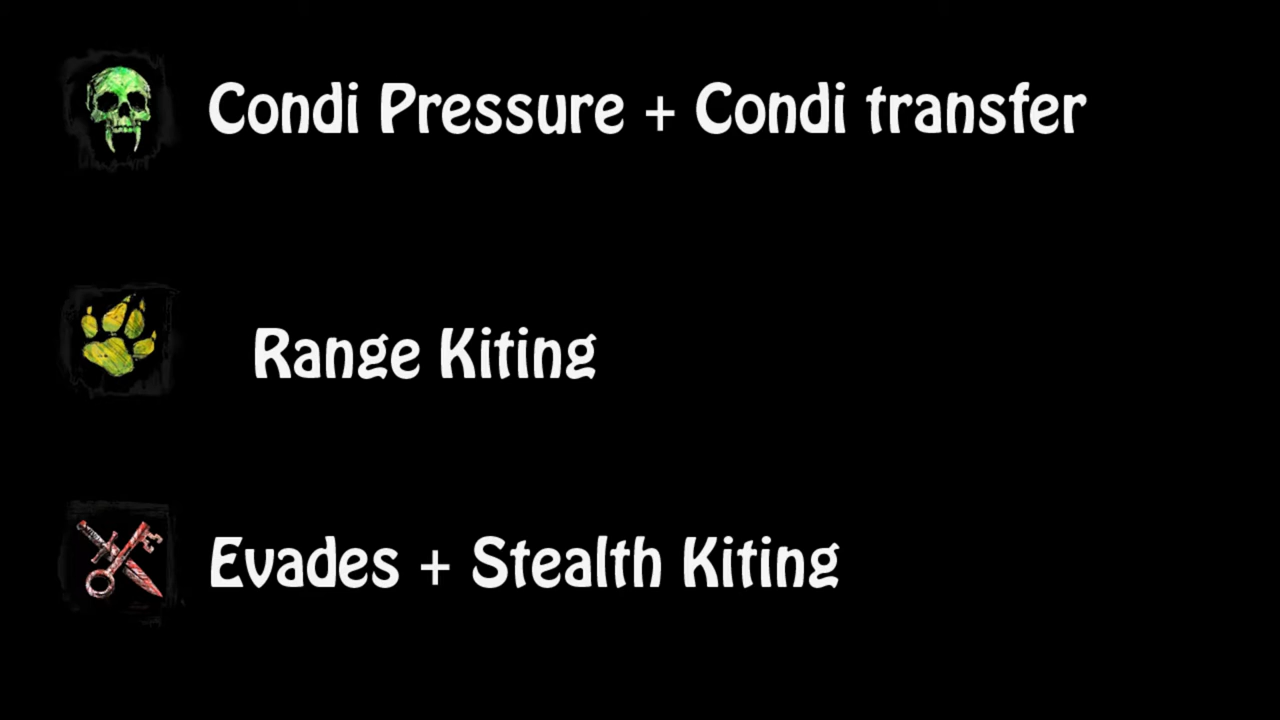 Condi Pressure + Condi transfer
Range Kiting
Evades + Stealth Kiting